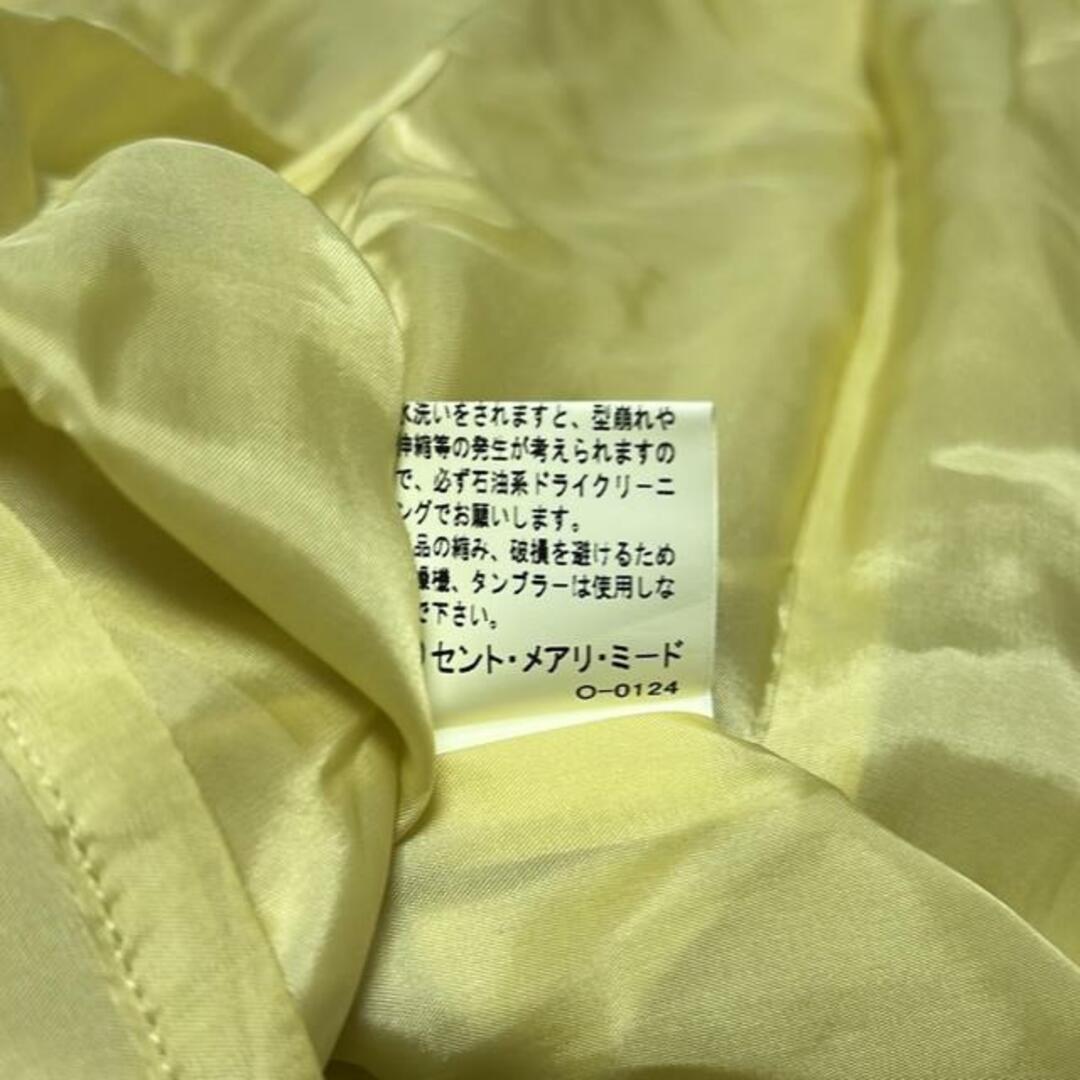 水洗いをされますと、型崩れや
伸縮等の発生が考えられますの
で、必ず石油系ドライクリーニ
ングでお願いします。
品の縮み、破損を避けるため
燥機、タンブラーは使用しな
で下さい。
セント・メアリ・ミード
O-0124